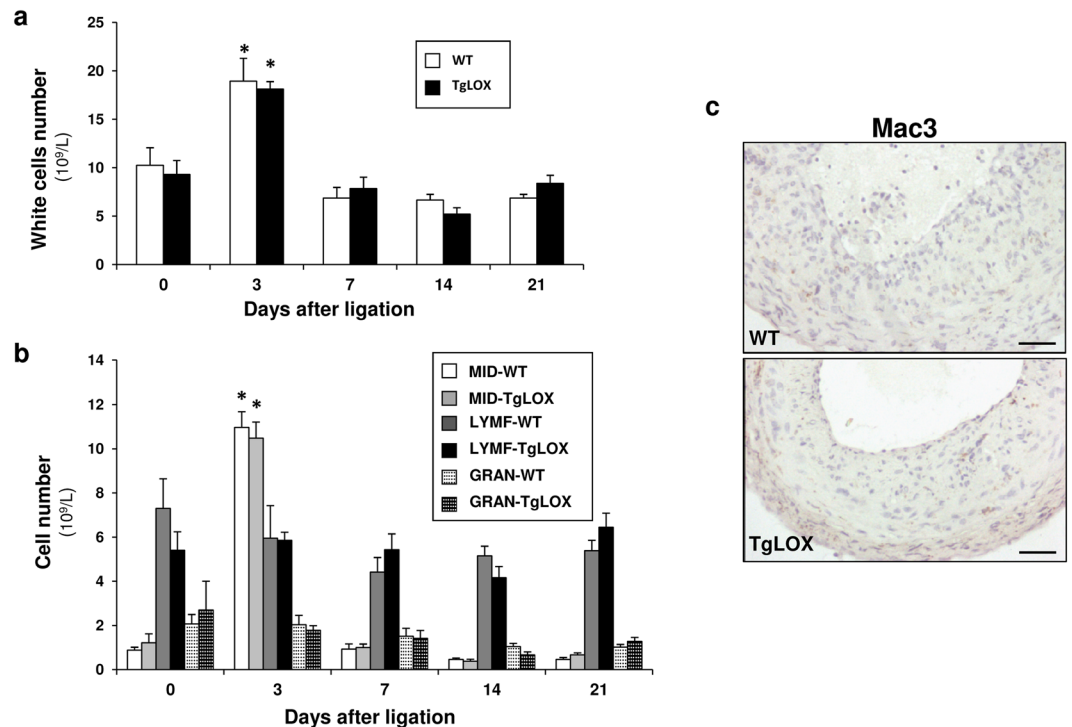 a
25
20
15
10
5
0
White cells number
(10⁹/L)
* *
WT
TgLOX
0 3 7 14 21
Days after ligation
b
14
12
10
8
6
4
2
0
Cell number
(10⁹/L)
* *
MID-WT
MID-TgLOX
LYMF-WT
LYMF-TgLOX
GRAN-WT
GRAN-TgLOX
0 3 7 14 21
Days after ligation
c
Mac3
WT
TgLOX